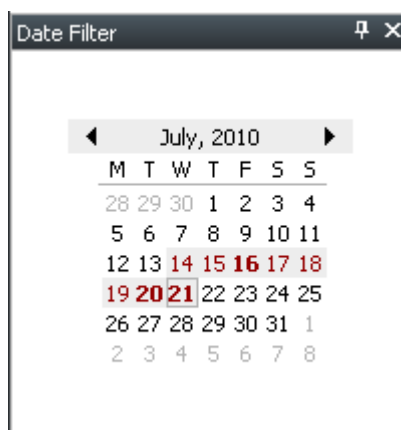 Date Filter
July, 2010
M T W T F S S
28 29 30 1 2 3 4
5 6 7 8 9 10 11
12 13 14 15 16 17 18
19 20 21 22 23 24 25
26 27 28 29 30 31 1
2 3 4 5 6 7 8